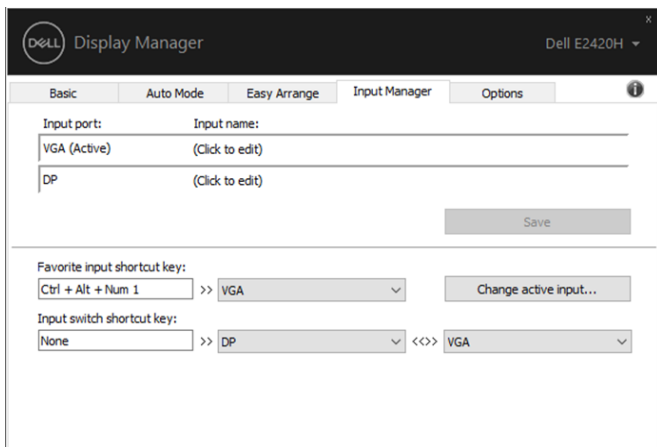 DELL Display Manager Dell E2420H
x
Basic Auto Mode Easy Arrange Input Manager Options i
Input port: Input name:
VGA (Active) (Click to edit)
DP (Click to edit)
Save
Favorite input shortcut key:
Ctrl + Alt + Num 1 >> VGA Change active input...
Input switch shortcut key:
None >> DP <<>> VGA